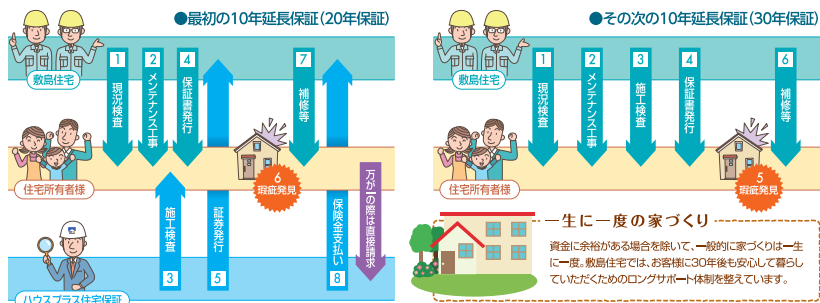 ●最初の10年延長保証(20年保証)
敷島住宅
1
現況検査
2
メンテナンス工事
4
保証書発行
7
補修等
住宅所有者様
6
瑕疵発見
万が一の際は直接請求
施工検査
3
証券発行
5
保険金支払い
8
ハウスプラス住宅保証
●その次の10年延長保証(30年保証)
敷島住宅
1
現況検査
2
メンテナンス工事
3
施工検査
4
保証書発行
6
補修等
住宅所有者様
5
瑕疵発見
一生に一度の家づくり
資金に余裕がある場合を除いて、一般的に家づくりは一生
に一度。敷島住宅では、お客様に30年後も安心して暮らし
ていただくためのロングサポート体制を整えています。